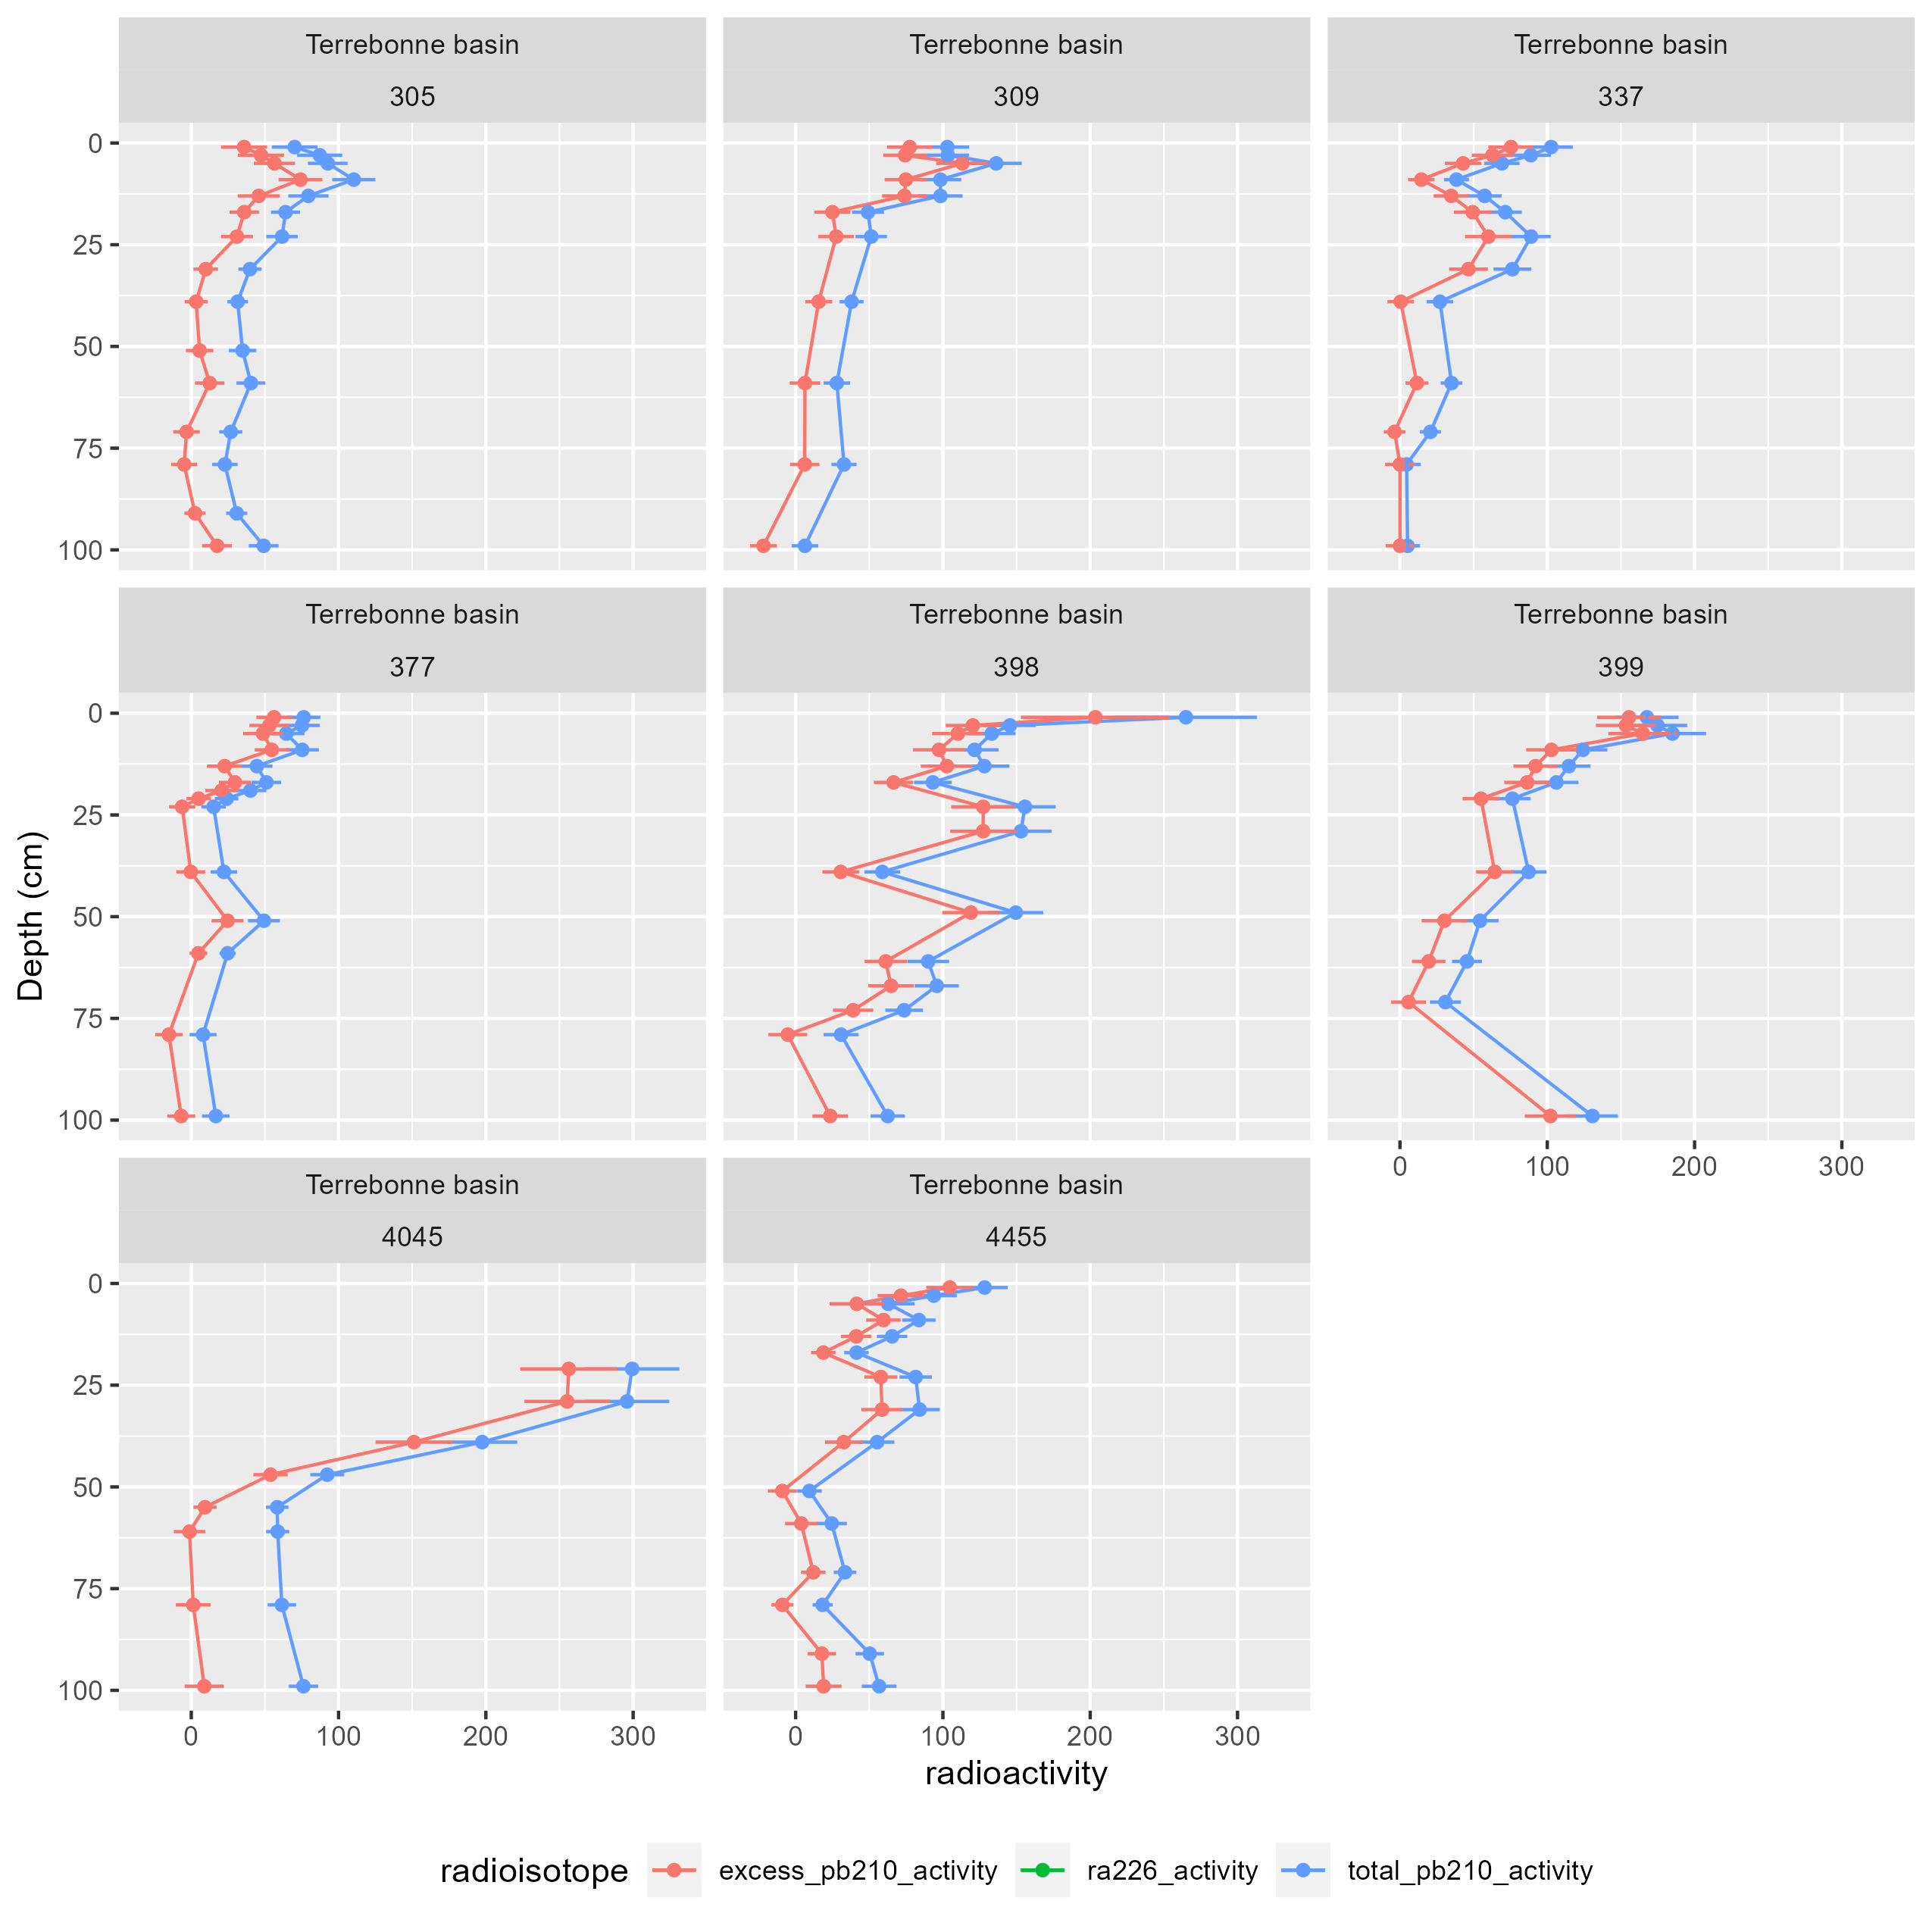 Terrebonne basin Terrebonne basin Terrebonne basin
305 309 337
0
25
50
75
100
Terrebonne basin Terrebonne basin Terrebonne basin
377 398 399
0
25
50
75
100
Depth (cm)
0 100 200 300
Terrebonne basin Terrebonne basin
4045 4455
0
25
50
75
100
0 100 200 300 0 100 200 300
radioactivity
radioisotope excess_pb210_activity ra226_activity total_pb210_activity